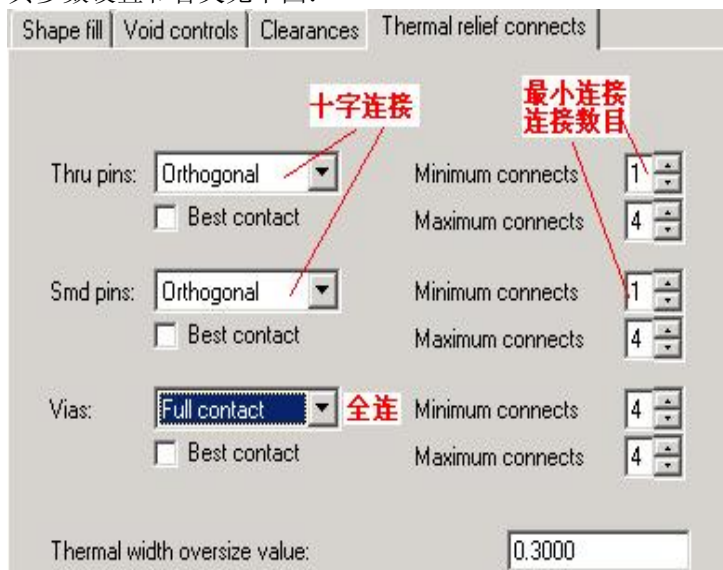 Shape fill Void controls Clearances Thermal relief connects
十字连接
最小连接
连接数目
Thru pins: Orthogonal Minimum connects 1
Best contact Maximum connects 4
Smd pins: Orthogonal Minimum connects 1
Best contact Maximum connects 4
Vias: Full contact 全连 Minimum connects 4
Best contact Maximum connects 4
Thermal width oversize value: 0.3000